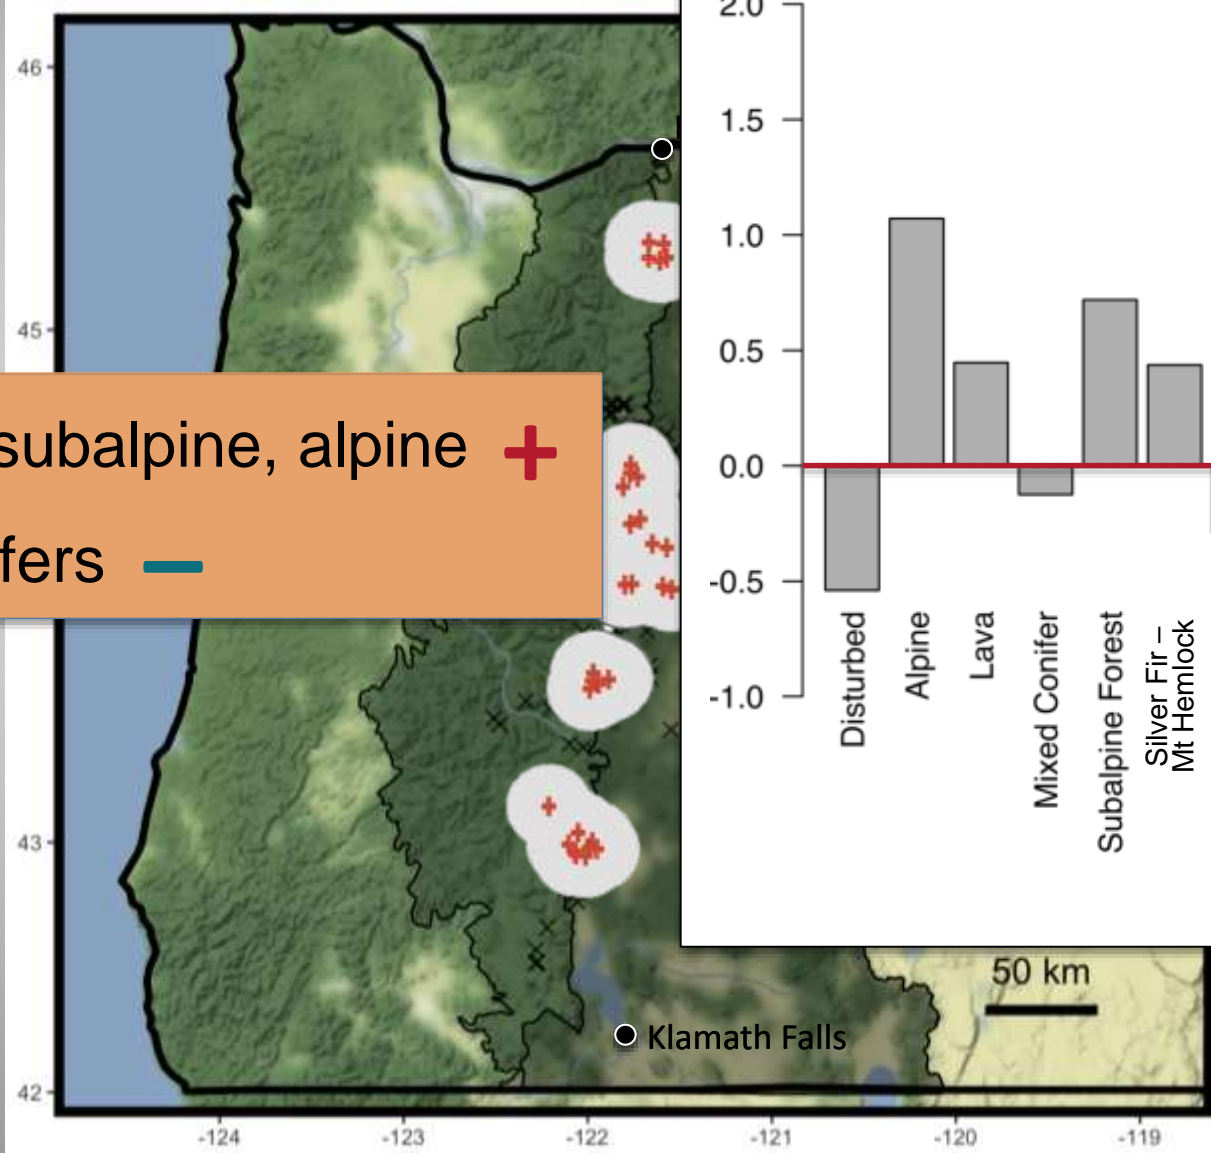 46
45
43
42
-124
-123
-122
-121
-120
-119
subalpine, alpine +
fers −
2.0
1.5
1.0
0.5
0.0
-0.5
-1.0
Disturbed
Alpine
Lava
Mixed Conifer
Subalpine Forest
Silver Fir –
Mt Hemlock
50 km
Klamath Falls